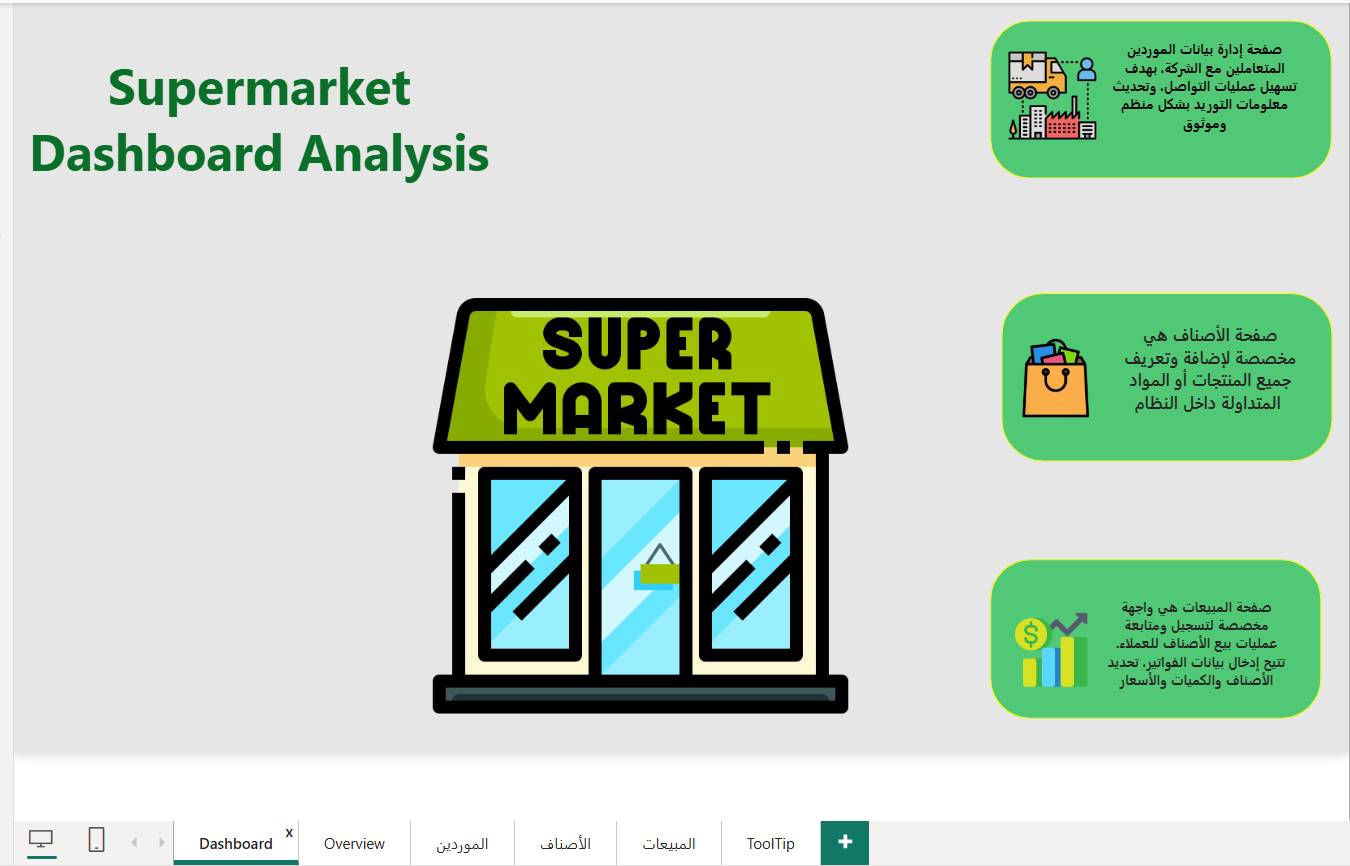 Supermarket
Dashboard Analysis
صفحة إدارة بيانات الموردين
المتعاملين مع الشركة، بهدف
تسهيل عمليات التواصل، وتحديث
معلومات التوريد بشكل منظم
وموثوق
SUPER
MARKET
صفحة الأصناف هي
مخصصة لإضافة وتعريف
جميع المنتجات أو المواد
المتداولة داخل النظام
$
صفحة المبيعات هي واجهة
مخصصة لتسجيل ومتابعة
عمليات بيع الأصناف للعملاء.
تتيح إدخال بيانات الفواتير، تحديد
الأصناف والكميات والأسعار
Dashboard x
Overview
الموردين
الأصناف
المبيعات
ToolTip
+